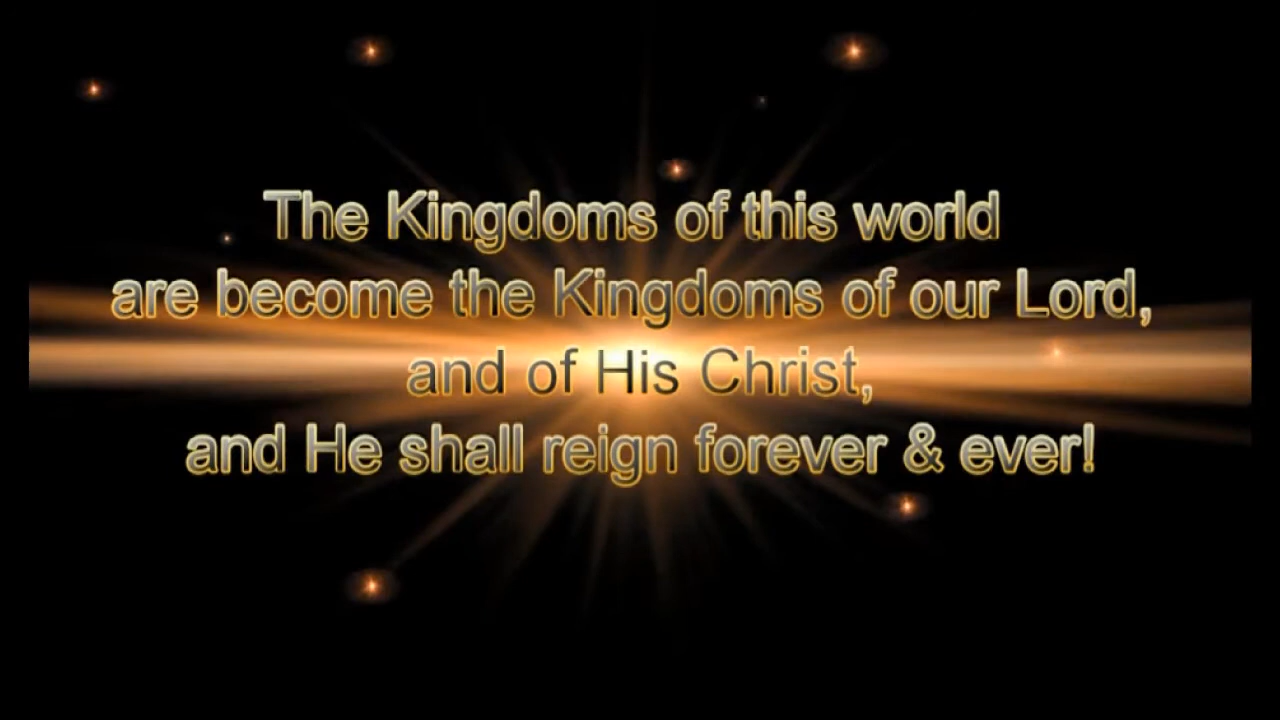 The Kingdoms of this world
are become the Kingdoms of our Lord,
and of His Christ,
and He shall reign forever & ever!